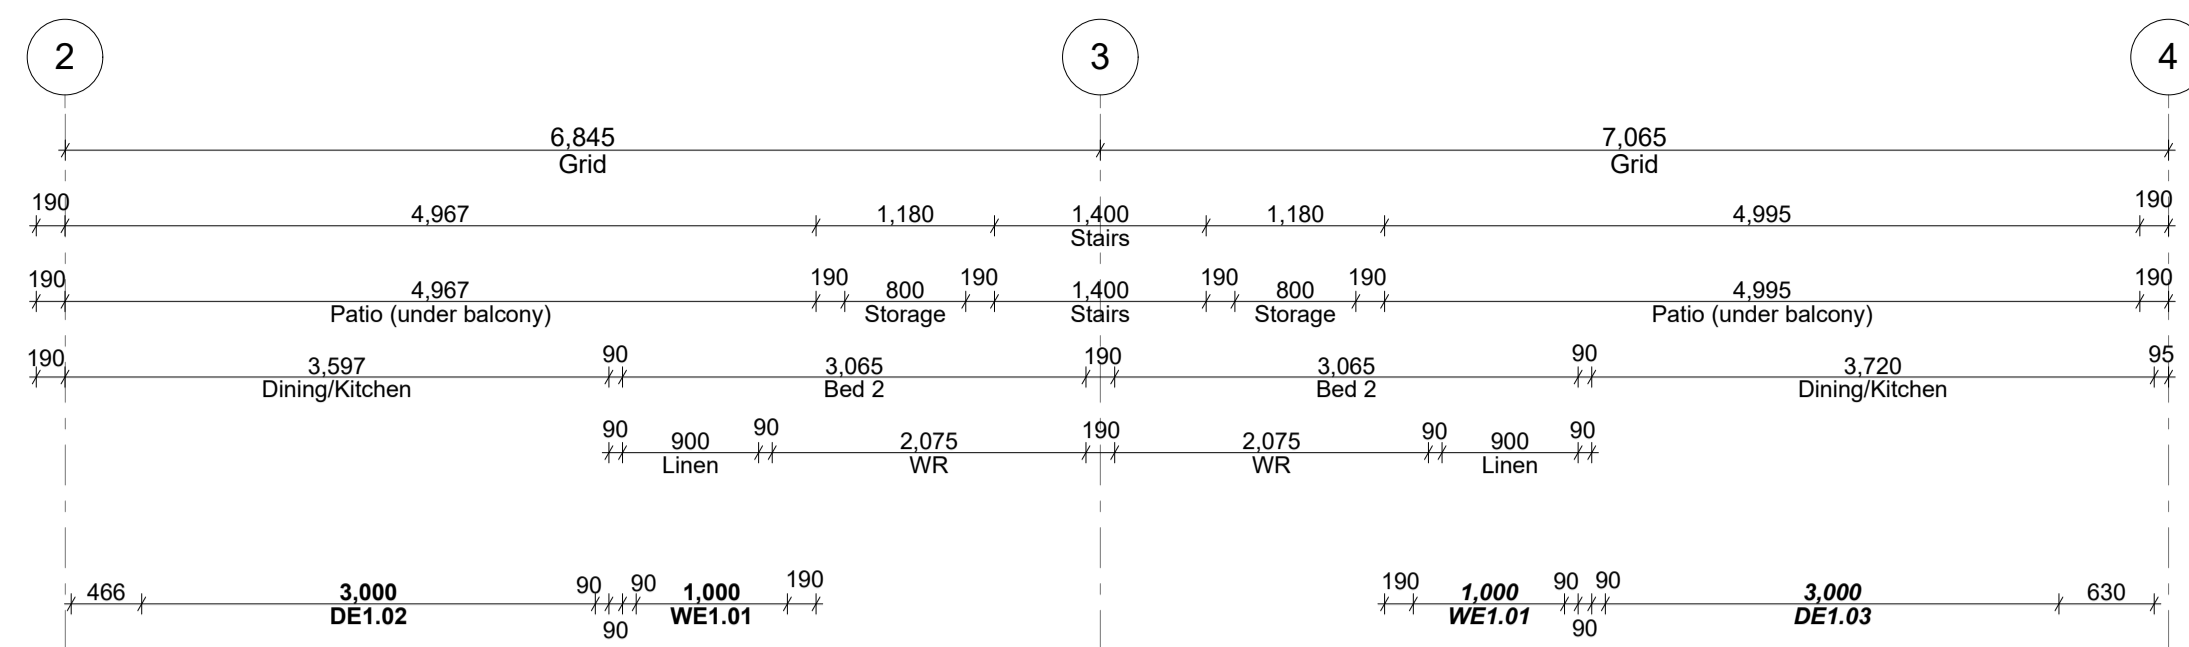 2 3 4
6,845 7,065
Grid Grid
190 4,967 1,180 1,400 1,180 4,995 190
Stairs
190 4,967 190 800 190 1,400 190 800 190 4,995 190
Patio (under balcony) Storage Stairs Storage Patio (under balcony)
190 3,597 90 3,065 190 3,065 90 3,720 95
Dining/Kitchen Bed 2 Bed 2 Dining/Kitchen
90 900 90 2,075 190 2,075 90 900 90
Linen WR WR Linen
466 3,000 90 90 1,000 190 190 1,000 90 90 3,000 630
DE1.02 WE1.01 WE1.01 DE1.03
90 90